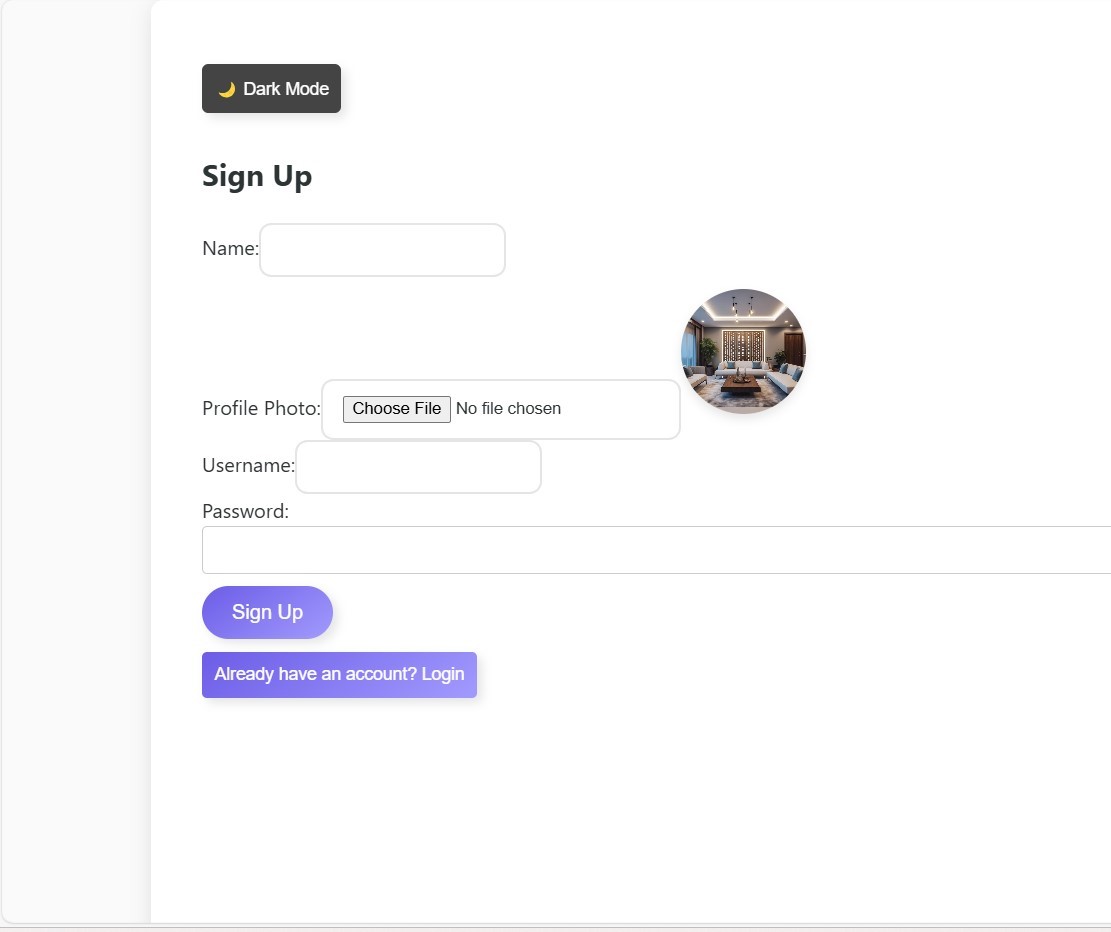 🌙 Dark Mode
Sign Up
Name:
Profile Photo: Choose File No file chosen
Username:
Password:
Sign Up
Already have an account? Login